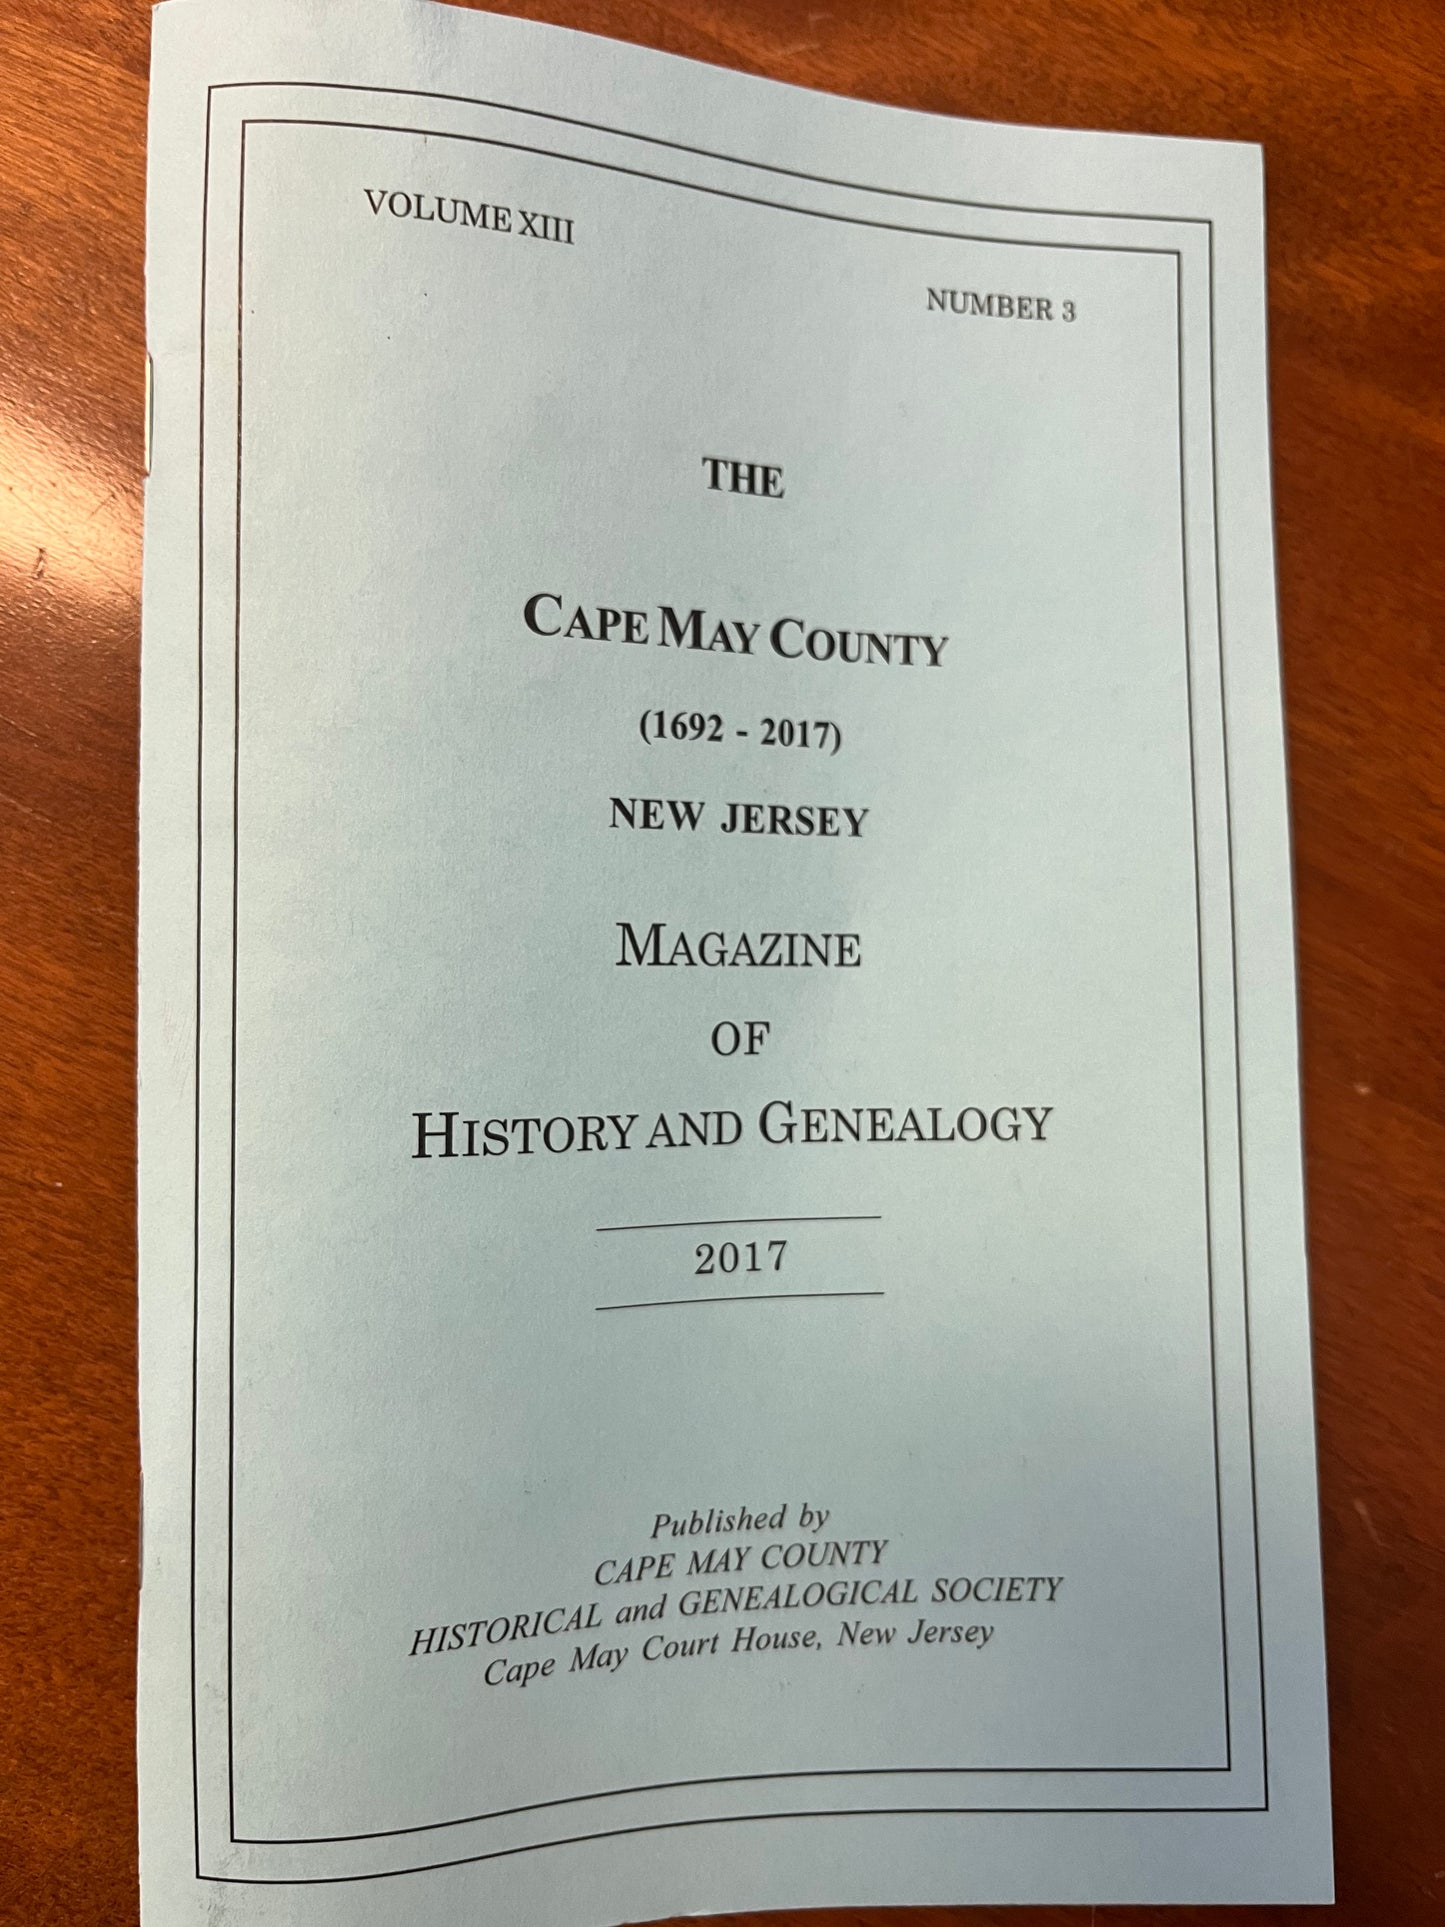 VOLUME XIII
NUMBER 3
THE
CAPE MAY COUNTY
(1692 - 2017)
NEW JERSEY
MAGAZINE
OF
HISTORY AND GENEALOGY
2017
Published by
CAPE MAY COUNTY
HISTORICAL and GENEALOGICAL SOCIETY
Cape May Court House, New Jersey